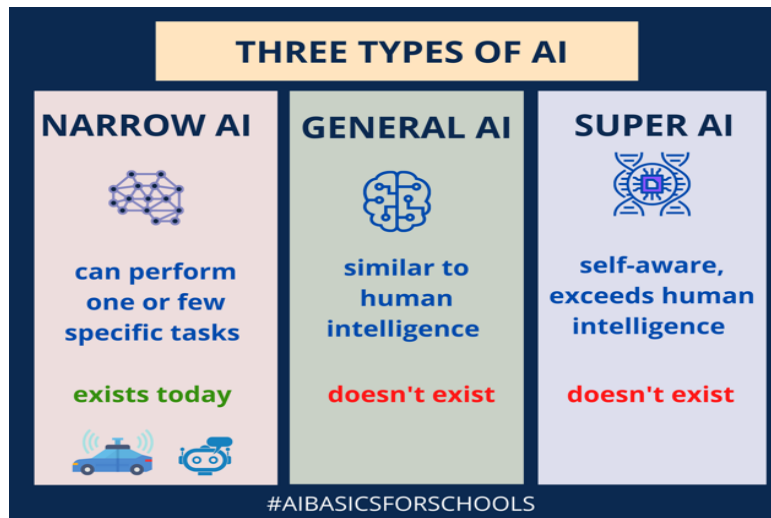 THREE TYPES OF AI
NARROW AI
can perform
one or few
specific tasks
exists today
GENERAL AI
similar to
human
intelligence
doesn't exist
SUPER AI
self-aware,
exceeds human
intelligence
doesn't exist
#AIBASICSFORSCHOOLS